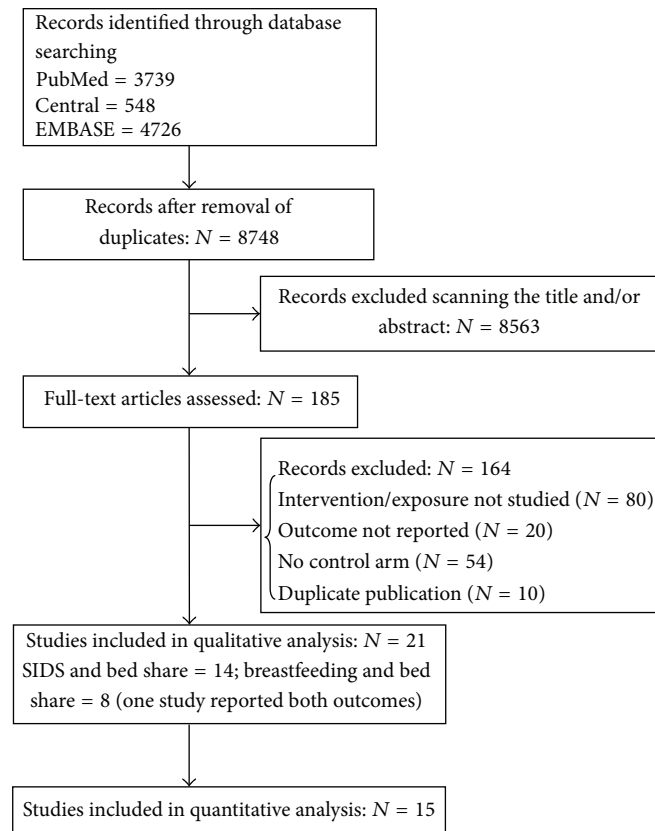 Records identified through database
searching
PubMed = 3739
Central = 548
EMBASE = 4726
Records after removal of
duplicates: N = 8748
Records excluded scanning the title and/or
abstract: N = 8563
Full-text articles assessed: N = 185
Records excluded: N = 164
Intervention/exposure not studied (N = 80)
Outcome not reported (N = 20)
No control arm (N = 54)
Duplicate publication (N = 10)
Studies included in qualitative analysis: N = 21
SIDS and bed share = 14; breastfeeding and bed
share = 8 (one study reported both outcomes)
Studies included in quantitative analysis: N = 15